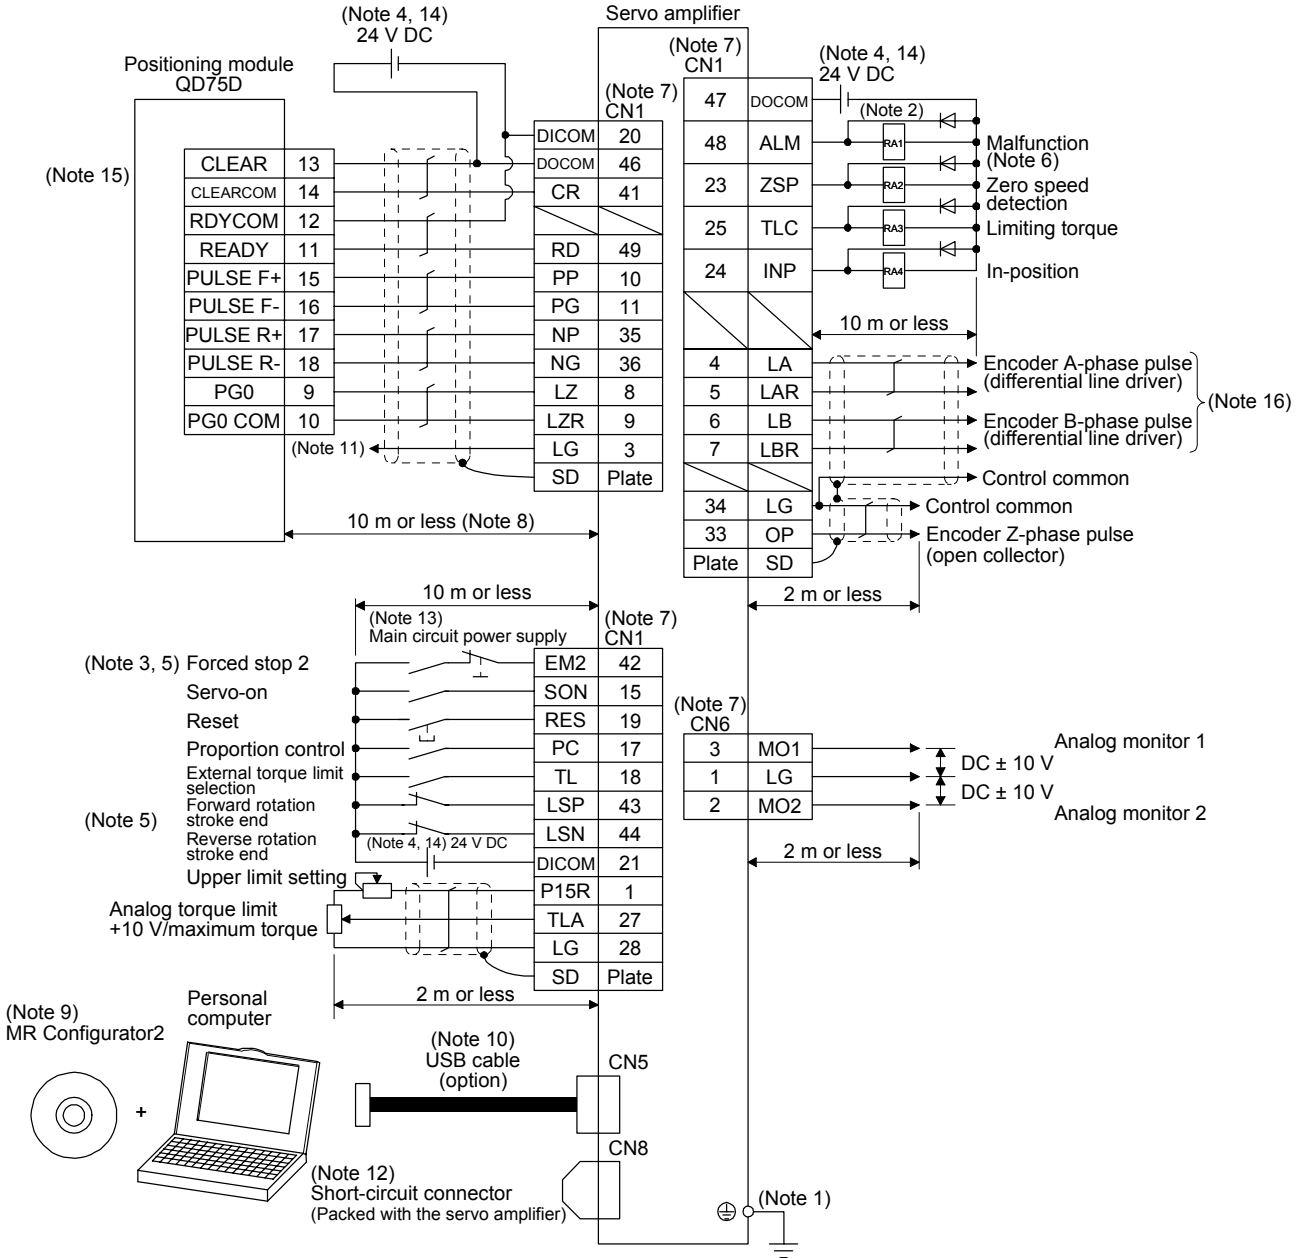 Servo amplifier
(Note 4, 14)
24 V DC
Positioning module
QD75D
(Note 15)
(Note 7)
CN1
DICOM 20
CLEAR 13 DOCOM 46
CLEARCOM 14 CR 41
RDYCOM 12
READY 11 RD 49
PULSE F+ 15 PP 10
PULSE F- 16 PG 11
PULSE R+ 17 NP 35
PULSE R- 18 NG 36
PG0 9 LZ 8
PG0 COM 10 LZR 9
(Note 11) LG 3
SD Plate
10 m or less (Note 8)
(Note 7)
CN1
(Note 4, 14)
24 V DC
47 DOCOM
(Note 2)
48 ALM RA1 Malfunction
(Note 6)
23 ZSP RA2 Zero speed
detection
25 TLC RA3 Limiting torque
24 INP RA4 In-position
10 m or less
4 LA Encoder A-phase pulse
(differential line driver)
5 LAR
(Note 16)
6 LB Encoder B-phase pulse
(differential line driver)
7 LBR
Control common
34 LG Control common
33 OP Encoder Z-phase pulse
(open collector)
Plate SD
2 m or less
10 m or less
(Note 13)
Main circuit power supply
(Note 7)
CN1
(Note 3, 5) Forced stop 2 EM2 42
Servo-on SON 15
Reset RES 19
Proportion control PC 17
External torque limit
selection
TL 18
Forward rotation
stroke end
LSP 43
(Note 5)
Reverse rotation
stroke end
LSN 44
(Note 4, 14) 24 V DC
DICOM 21
Upper limit setting P15R 1
Analog torque limit
+10 V/maximum torque
TLA 27
LG 28
SD Plate
2 m or less
(Note 7)
CN6
3 MO1 Analog monitor 1
DC ± 10 V
1 LG
DC ± 10 V
2 MO2 Analog monitor 2
2 m or less
(Note 9)
MR Configurator2
+
Personal
computer
(Note 10)
USB cable
(option)
CN5
CN8
(Note 12)
Short-circuit connector
(Packed with the servo amplifier)
(Note 1)